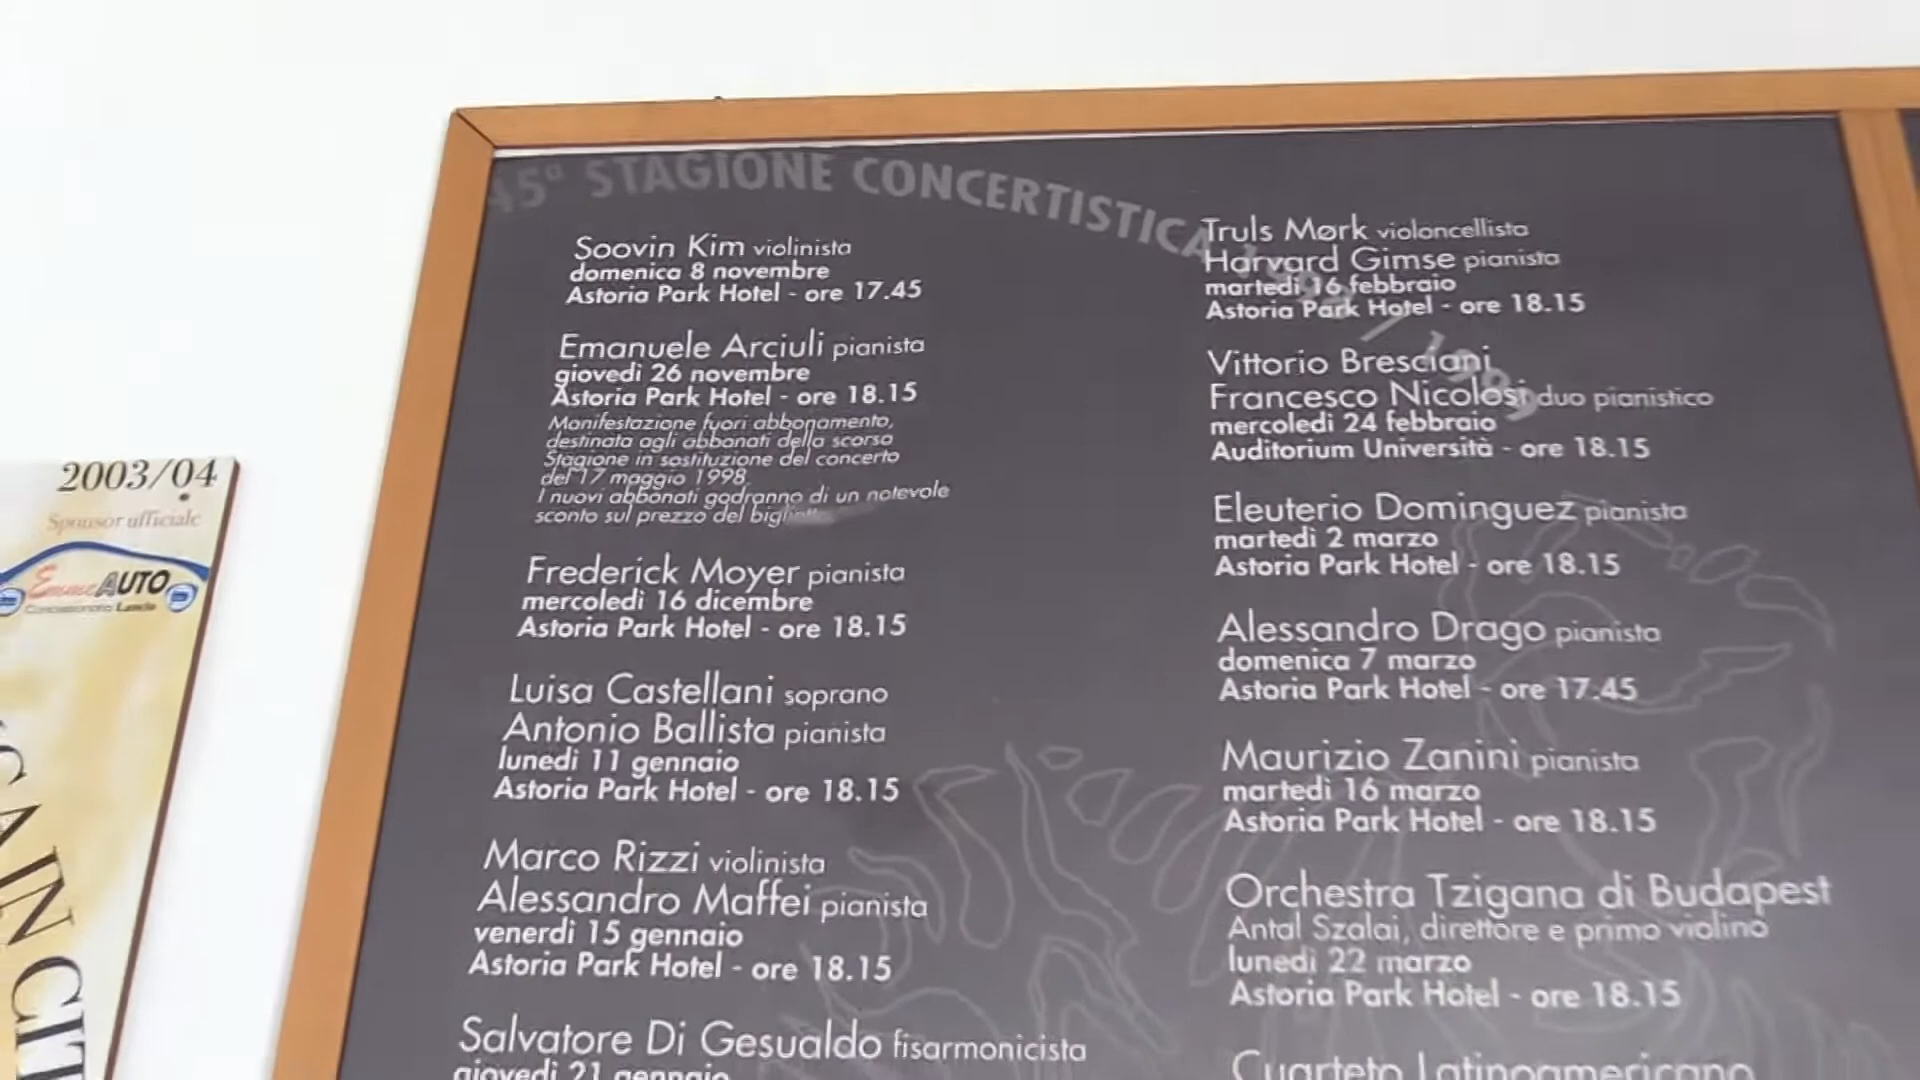 2003/04
Sponsor ufficiale
EmmeAUTO
Concessionaria Lancia
45ª STAGIONE CONCERTISTICA 1998 / 1999
Soovin Kim violinista
domenica 8 novembre
Astoria Park Hotel - ore 17.45
Emanuele Arciuli pianista
giovedì 26 novembre
Astoria Park Hotel - ore 18.15
Manifestazione fuori abbonamento,
destinata agli abbonati della scorsa
Stagione in sostituzione del concerto
del 17 maggio 1998.
I nuovi abbonati godranno di un notevole
sconto sul prezzo del biglietto
Frederick Moyer pianista
mercoledì 16 dicembre
Astoria Park Hotel - ore 18.15
Luisa Castellani soprano
Antonio Ballista pianista
lunedì 11 gennaio
Astoria Park Hotel - ore 18.15
Marco Rizzi violinista
Alessandro Maffei pianista
venerdì 15 gennaio
Astoria Park Hotel - ore 18.15
Salvatore Di Gesualdo fisarmonicista
giovedì 21 gennaio
Truls Mørk violoncellista
Harvard Gimse pianista
martedì 16 febbraio
Astoria Park Hotel - ore 18.15
Vittorio Bresciani
Francesco Nicolosi duo pianistico
mercoledì 24 febbraio
Auditorium Università - ore 18.15
Eleuterio Dominguez pianista
martedì 2 marzo
Astoria Park Hotel - ore 18.15
Alessandro Drago pianista
domenica 7 marzo
Astoria Park Hotel - ore 17.45
Maurizio Zanini pianista
martedì 16 marzo
Astoria Park Hotel - ore 18.15
Orchestra Tzigana di Budapest
Antal Szalai, direttore e primo violino
lunedì 22 marzo
Astoria Park Hotel - ore 18.15
Cuarteto Latinoamericano